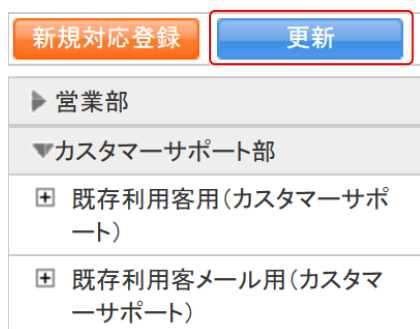 新規対応登録 更新
▶営業部
▼カスタマーサポート部
既存利用客用(カスタマーサポ
ート)
既存利用客メール用(カスタマ
ーサポート)